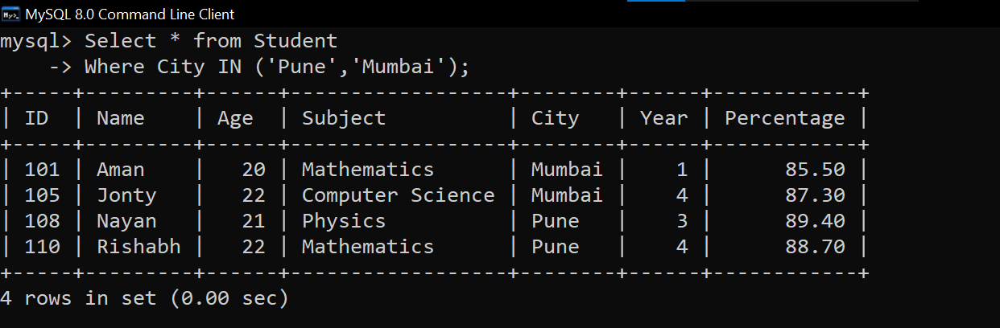 MySQL 8.0 Command Line Client
mysql> Select * from Student
    -> Where City IN ('Pune','Mumbai');
+-----+---------+------+------------------+--------+------+------------+
| ID  | Name    | Age  | Subject          | City   | Year | Percentage |
+-----+---------+------+------------------+--------+------+------------+
| 101 | Aman    |   20 | Mathematics      | Mumbai |    1 |      85.50 |
| 105 | Jonty   |   22 | Computer Science | Mumbai |    4 |      87.30 |
| 108 | Nayan   |   21 | Physics          | Pune   |    3 |      89.40 |
| 110 | Rishabh |   22 | Mathematics      | Pune   |    4 |      88.70 |
+-----+---------+------+------------------+--------+------+------------+
4 rows in set (0.00 sec)